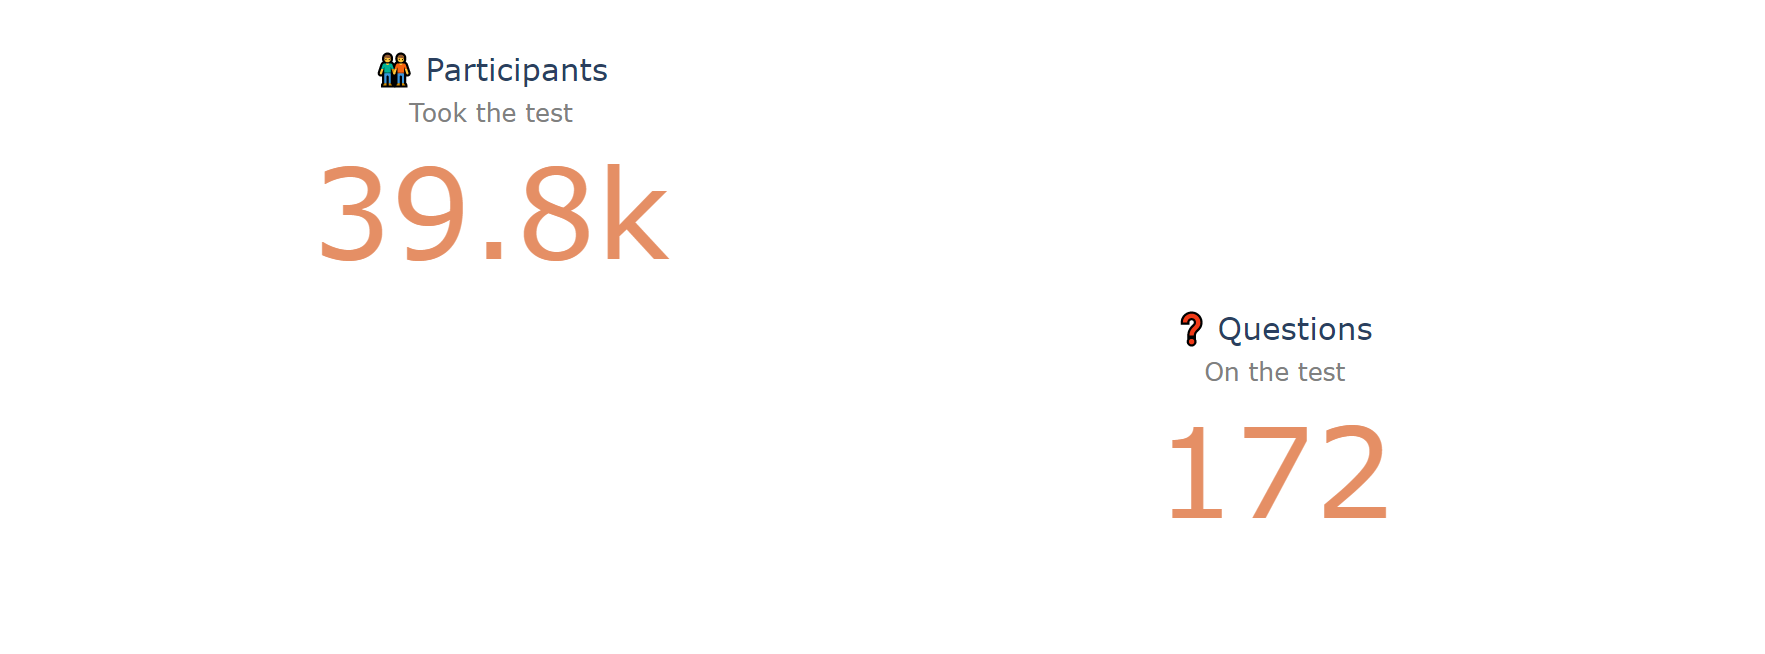 Participants
Took the test
39.8k
Questions
On the test
172